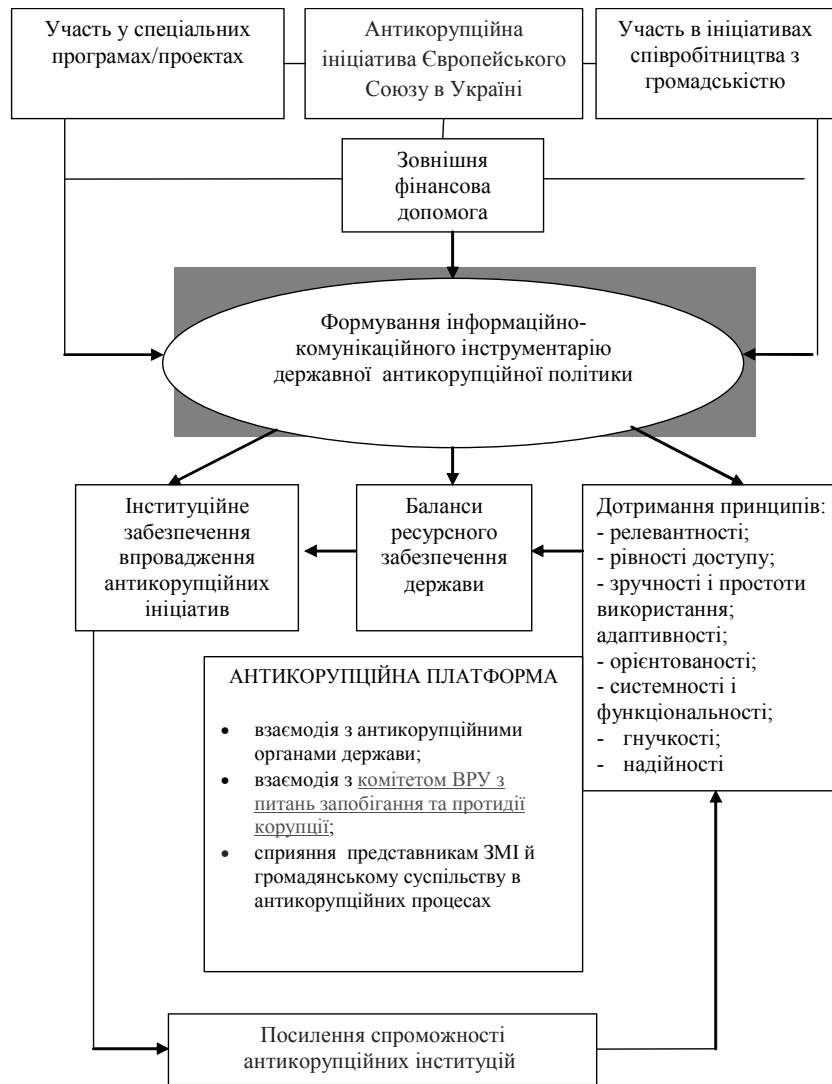 Участь у спеціальних
програмах/проектах
Антикорупційна
ініціатива Європейського
Союзу в Україні
Участь в ініціативах
співробітництва з
громадськістю
Зовнішня
фінансова
допомога
Формування інформаційно-
комунікаційного інструментарію
державної антикорупційної політики
Інституційне
забезпечення
впровадження
антикорупційних
ініціатив
Баланси
ресурсного
забезпечення
держави
Дотримання принципів:
- релевантності;
- рівності доступу;
- зручності і простоти
використання;
адаптивності;
- орієнтованості;
- системності і
функціональності;
- гнучкості;
- надійності
АНТИКОРУПЦІЙНА ПЛАТФОРМА
• взаємодія з антикорупційними
органами держави;
• взаємодія з комітетом ВРУ з
питань запобігання та протидії
корупції;
• сприяння представникам ЗМІ й
громадянському суспільству в
антикорупційних процесах
Посилення спроможності
антикорупційних інституцій